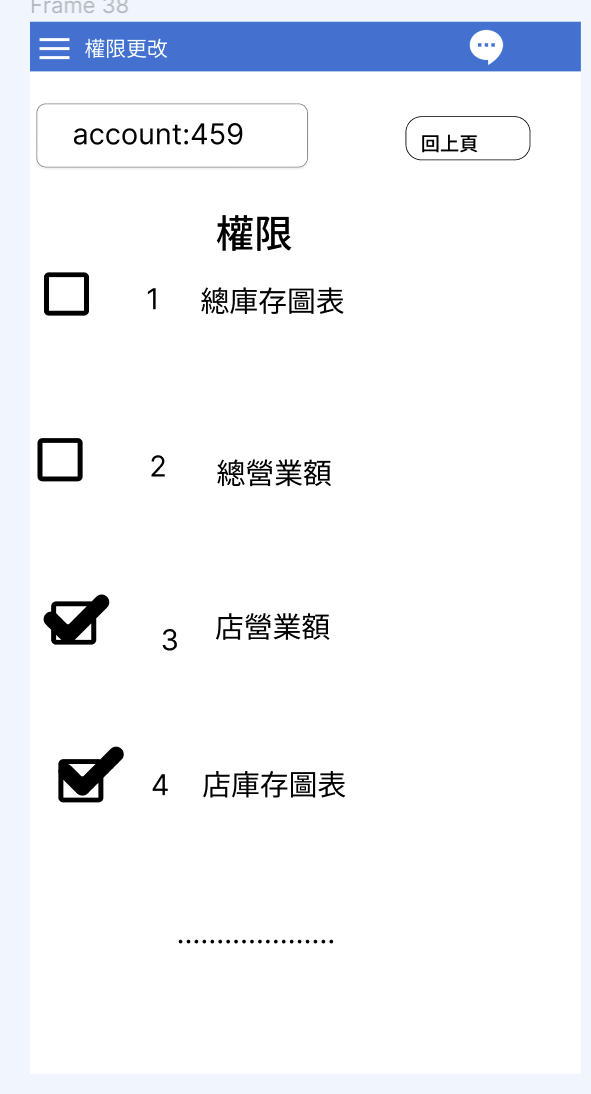 Frame 38
權限更改
account:459
回上頁
權限
1 總庫存圖表
2 總營業額
3 店營業額
4 店庫存圖表
....................